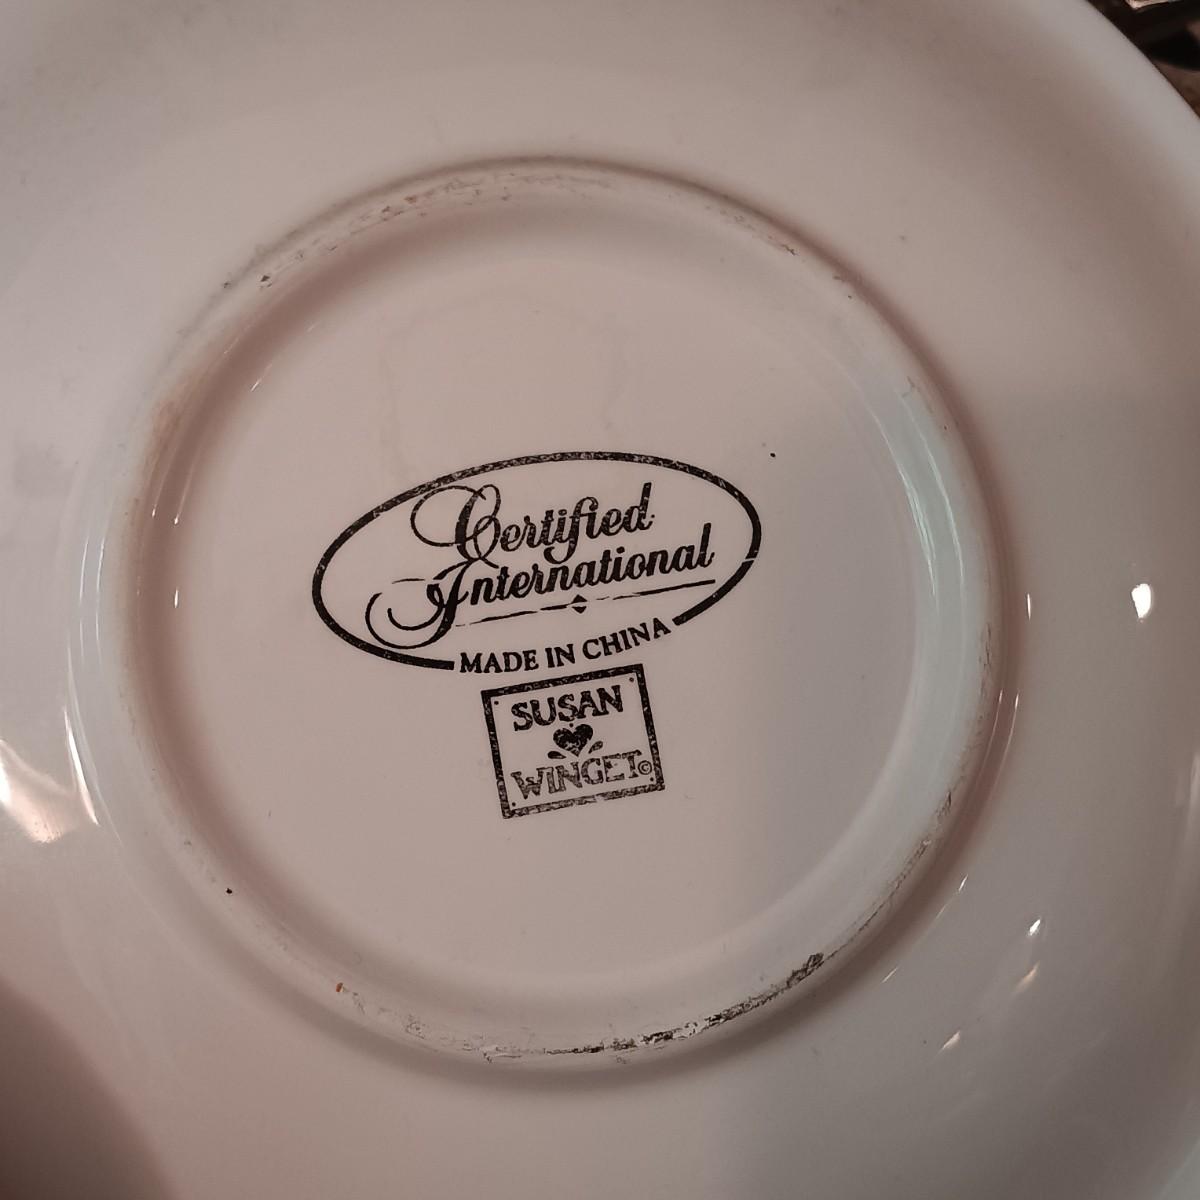 Certified
International
MADE IN CHINA
SUSAN
WINGET©